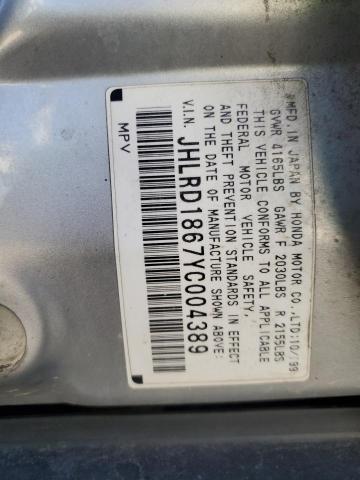 MFD. IN JAPAN BY HONDA MOTOR CO.,LTD:10/'99
GVWR 4165LBS GAWR F 2030LBS R 2155LBS
THIS VEHICLE CONFORMS TO ALL APPLICABLE
FEDERAL MOTOR VEHICLE SAFETY,
AND THEFT PREVENTION STANDARDS IN EFFECT
ON THE DATE OF MANUFACTURE SHOWN ABOVE:
V.I.N. JHLRD1867YC004389
MPV